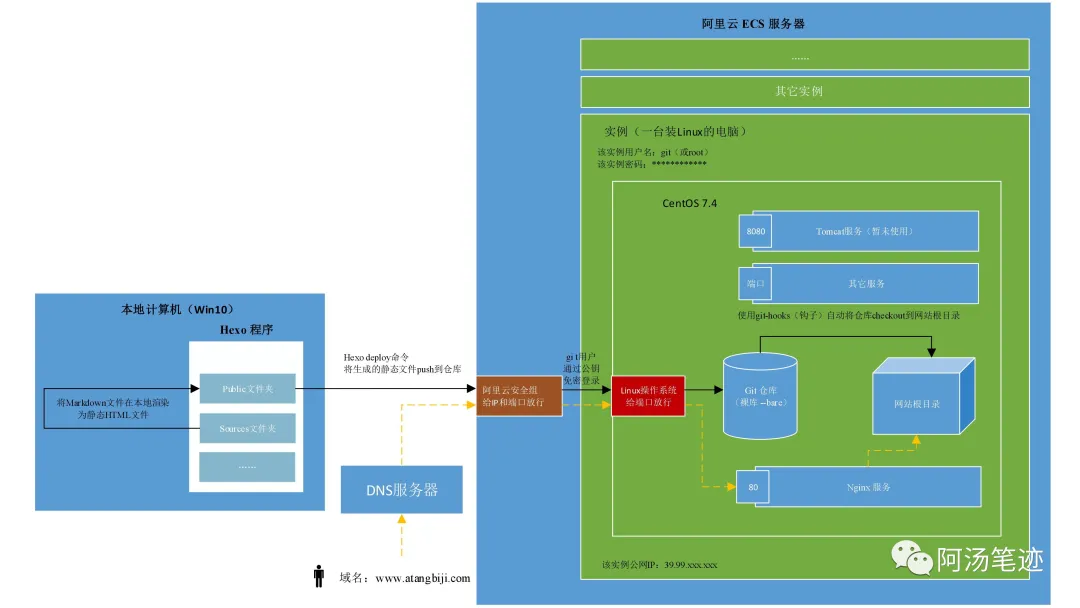 阿里云 ECS 服务器
......
其它实例
实例（一台装Linux的电脑）
该实例用户名：git（或root）
该实例密码：************
CentOS 7.4
8080
Tomcat服务（暂未使用）
端口
其它服务
使用git-hooks（钩子）自动将仓库checkout到网站根目录
本地计算机（Win10）
Hexo 程序
Public文件夹
将Markdown文件在本地渲染
为静态HTML文件
Sources文件夹
......
Hexo deploy命令
将生成的静态文件push到仓库
阿里云安全组
给IP和端口放行
git用户
通过公钥
免密登录
Linux操作系统
给端口放行
Git 仓库
（裸库 --bare）
网站根目录
DNS服务器
80
Nginx 服务
域名：www.atangbiji.com
该实例公网IP：39.99.xxx.xxx
阿汤笔迹